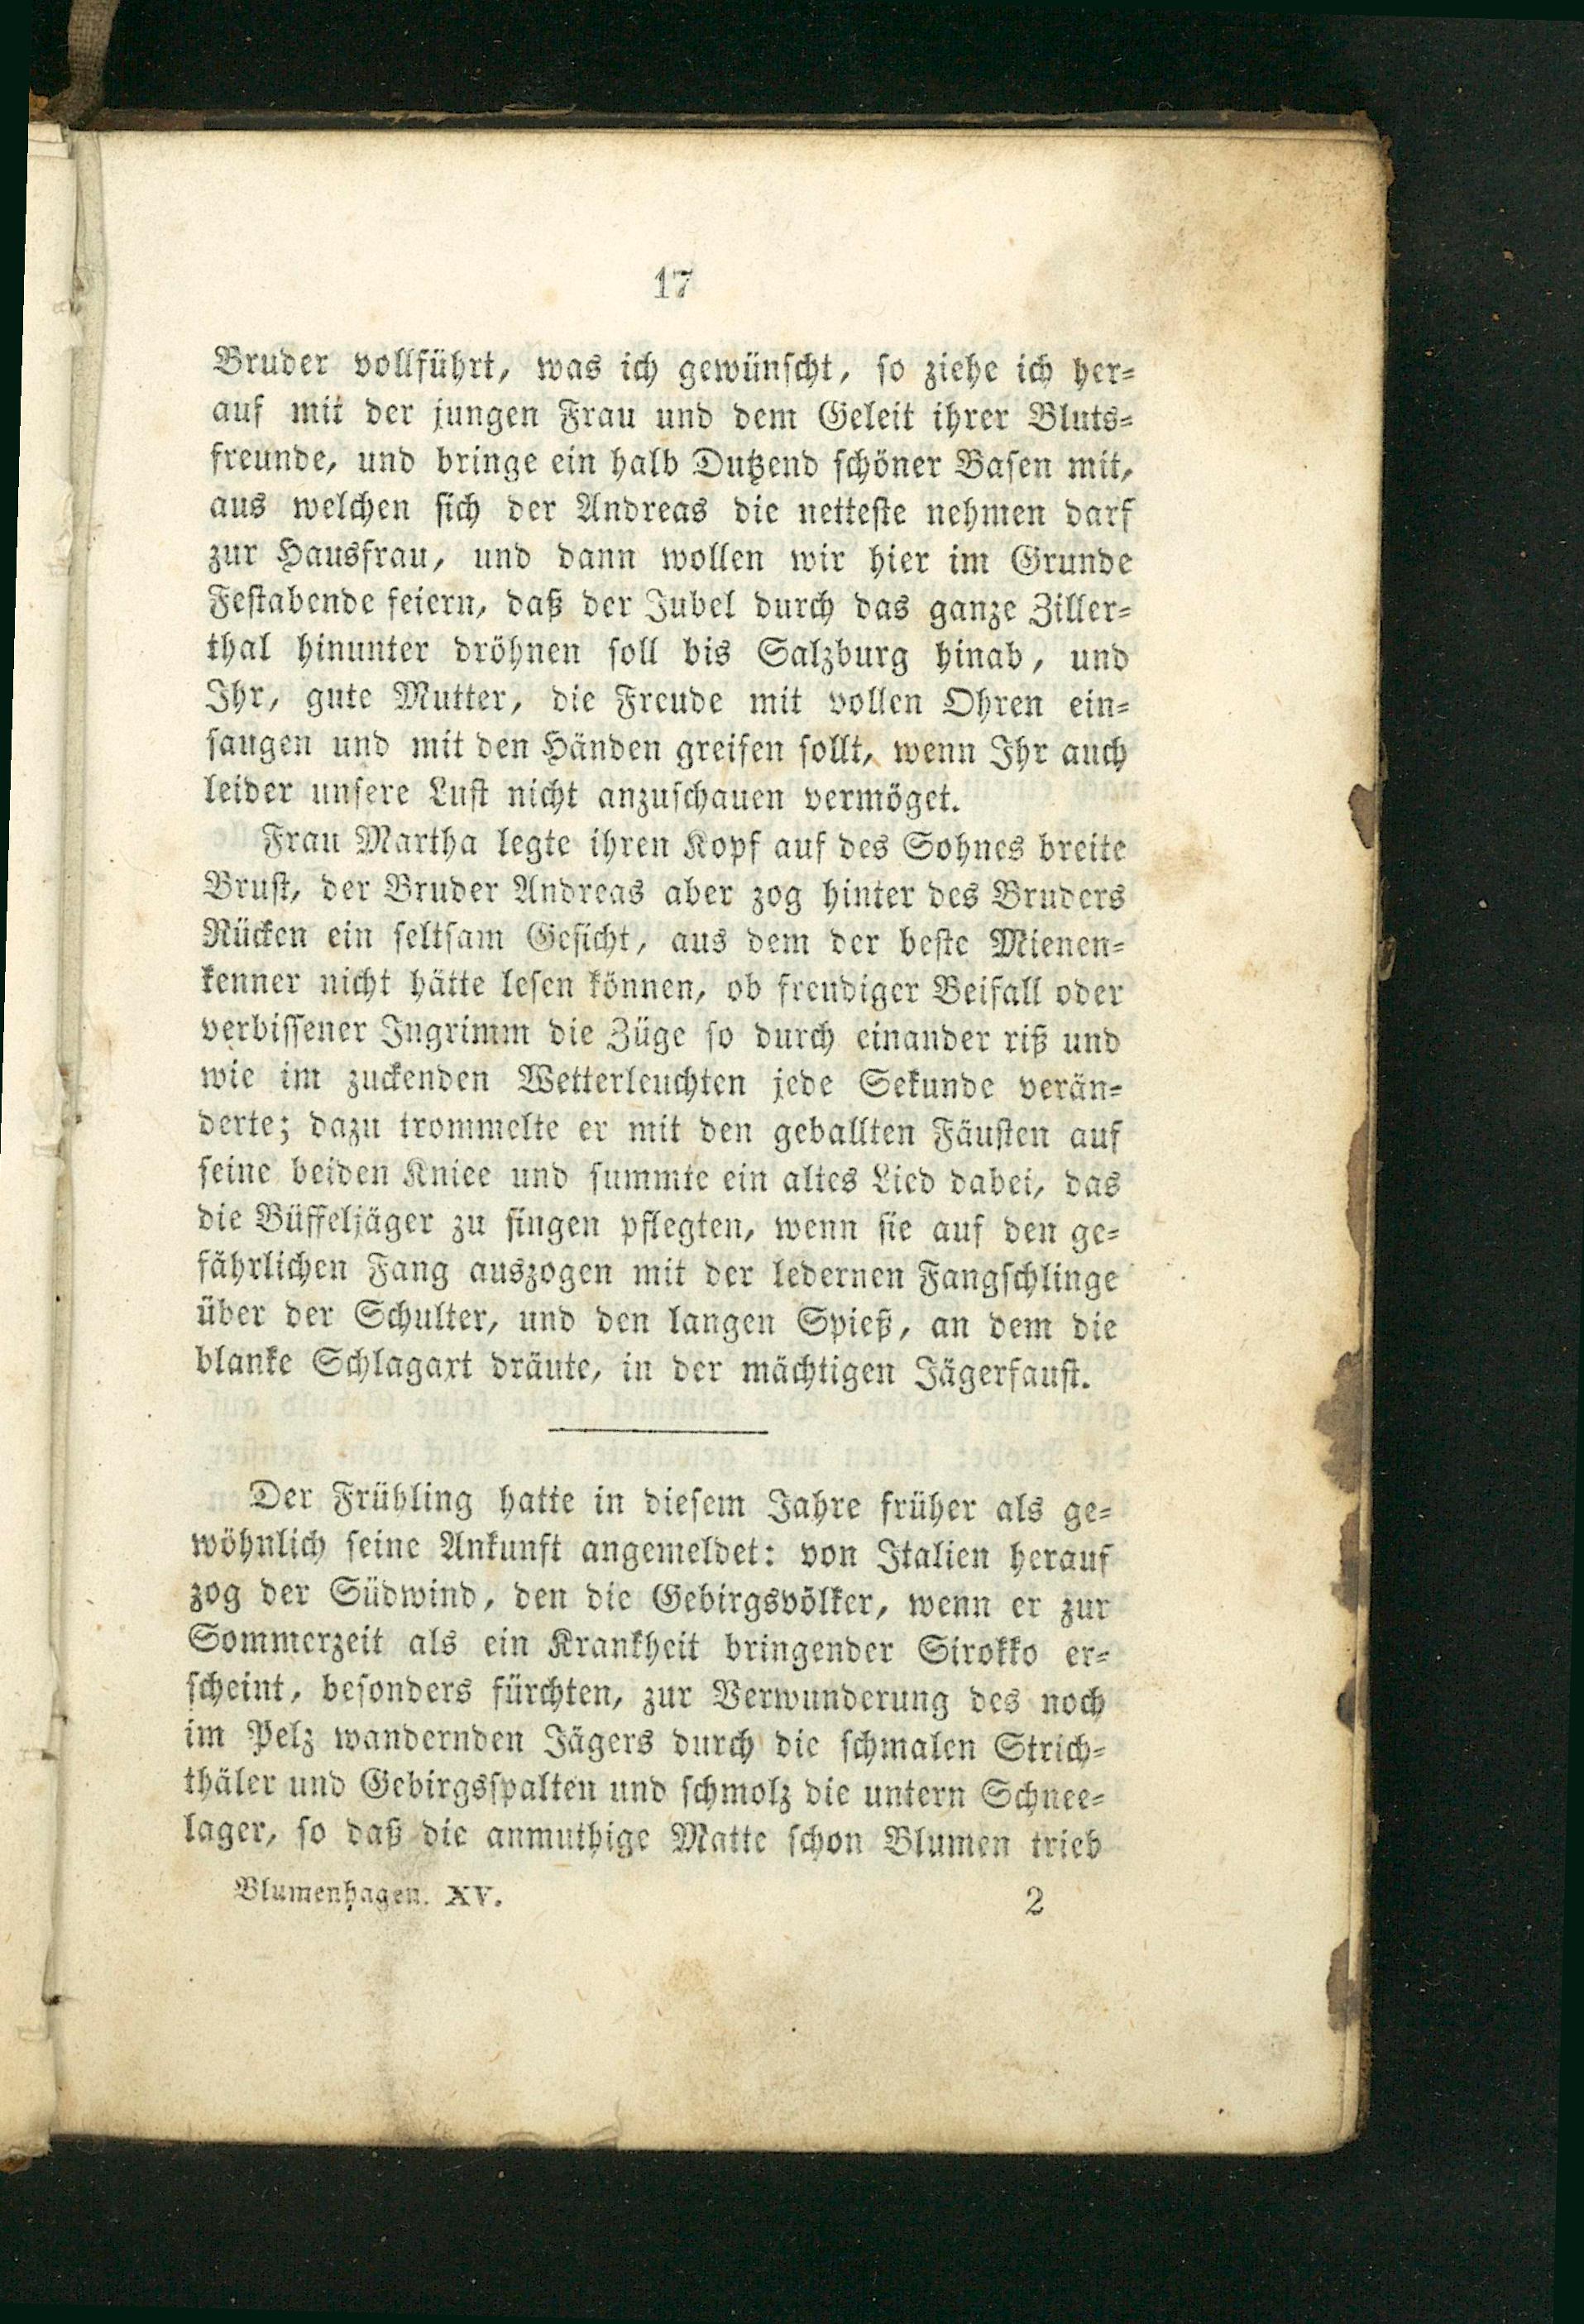 17
Bruder vollführt, was ich gewünscht, so ziehe ich her=
auf mit der jungen Frau und dem Geleit ihrer Bluts=
freunde, und bringe ein halb Dutzend schöner Basen mit,
aus welchen sich der Andreas die netteste nehmen darf
zur Hausfrau, und dann wollen wir hier im Grunde
Festabende feiern, daß der Jubel durch das ganze Ziller=
thal hinunter dröhnen soll bis Salzburg hinab, und
Ihr, gute Mutter, die Freude mit vollen Ohren ein=
saugen und mit den Händen greifen sollt, wenn Ihr auch
leider unsere Lust nicht anzuschauen vermöget.
Frau Martha legte ihren Kopf auf des Sohnes breite
Brust, der Bruder Andreas aber zog hinter des Bruders
Rücken ein seltsam Gesicht, aus dem der beste Mienen=
kenner nicht hätte lesen können, ob freudiger Beifall oder
verbissener Ingrimm die Züge so durch einander riß und
wie im zuckenden Wetterleuchten jede Sekunde verän=
derte; dazu trommelte er mit den geballten Fäusten auf
seine beiden Kniee und summte ein altes Lied dabei, das
die Büffeljäger zu singen pflegten, wenn sie auf den ge=
fährlichen Fang auszogen mit der ledernen Fangschlinge
über der Schulter, und den langen Spieß, an dem die
blanke Schlagaxt dräute, in der mächtigen Jägerfaust.
Der Frühling hatte in diesem Jahre früher als ge=
wöhnlich seine Ankunft angemeldet: von Italien herauf
zog der Südwind, den die Gebirgsvölker, wenn er zur
Sommerzeit als ein Krankheit bringender Sirokko er=
scheint, besonders fürchten, zur Verwunderung des noch
im Pelz wandernden Jägers durch die schmalen Strich=
thäler und Gebirgsspalten und schmolz die untern Schnee=
lager, so daß die anmuthige Matte schon Blumen trieb
Blumenhagen. XV. 2